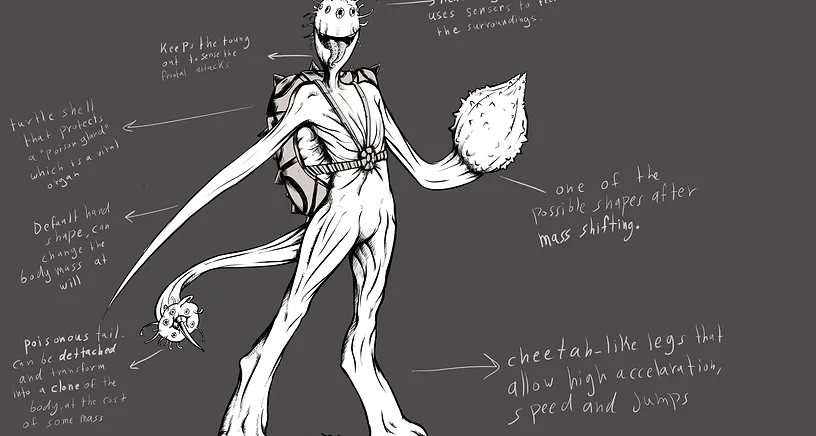 uses sensers to feel
the surroundings.
Keeps the toung
out to sense the
frontal attacks
turtle shell
that protects
a "poison gland"
which is a vital
organ
one of the
possible shapes after
mass shifting.
Default hand
shape, can
change the
body mass at
will
poisonous tail.
can be dettached
and transform
into a clone of the
body, at the cost
of some mass
cheetah-like legs that
allow high accelaration,
speed and jumps